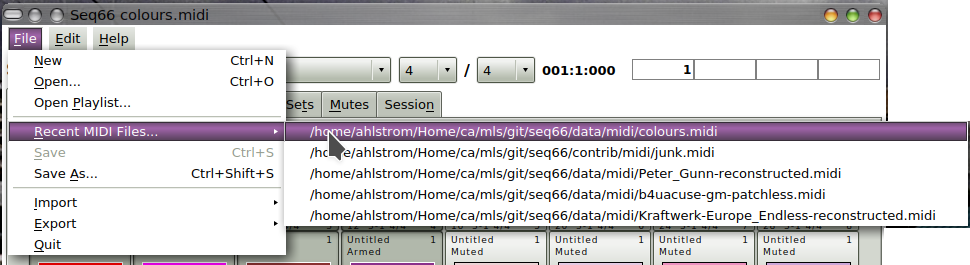 Seq66 colours.midi
File Edit Help
New Ctrl+N
Open... Ctrl+O
Open Playlist...
4 / 4 001:1:000 1
Sets Mutes Session
Recent MIDI Files...
/home/ahlstrom/Home/ca/mls/git/seq66/data/midi/colours.midi
/home/ahlstrom/Home/ca/mls/git/seq66/contrib/midi/junk.midi
/home/ahlstrom/Home/ca/mls/git/seq66/data/midi/Peter_Gunn-reconstructed.midi
/home/ahlstrom/Home/ca/mls/git/seq66/data/midi/b4uacuse-gm-patchless.midi
/home/ahlstrom/Home/ca/mls/git/seq66/data/midi/Kraftwerk-Europe_Endless-reconstructed.midi
Save Ctrl+S
Save As... Ctrl+Shift+S
Import
Export
Quit
1 Untitled 4 Untitled 1 Untitled 1 Untitled 1 Untitled 1
Armed Muted Muted Muted Muted